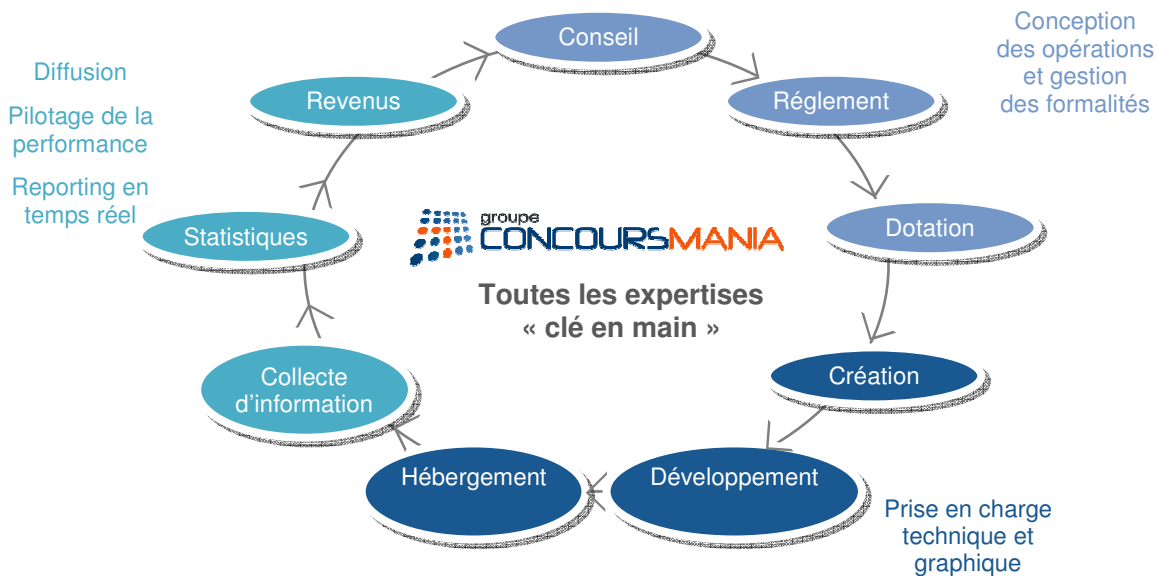 Conseil
Conception
des opérations
et gestion
des formalités
Diffusion
Pilotage de la
performance
Reporting en
temps réel
Revenus
Réglement
Statistiques
Dotation
groupe
CONCOURSMANIA
Toutes les expertises
« clé en main »
Collecte
d’information
Création
Hébergement
Développement
Prise en charge
technique et
graphique